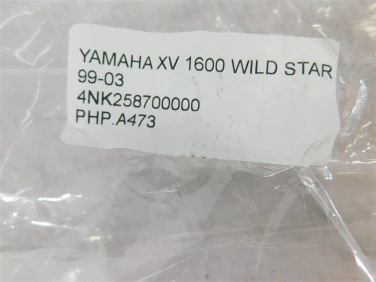 YAMAHA XV 1600 WILD STAR
99-03
4NK258700000
PHP.A473